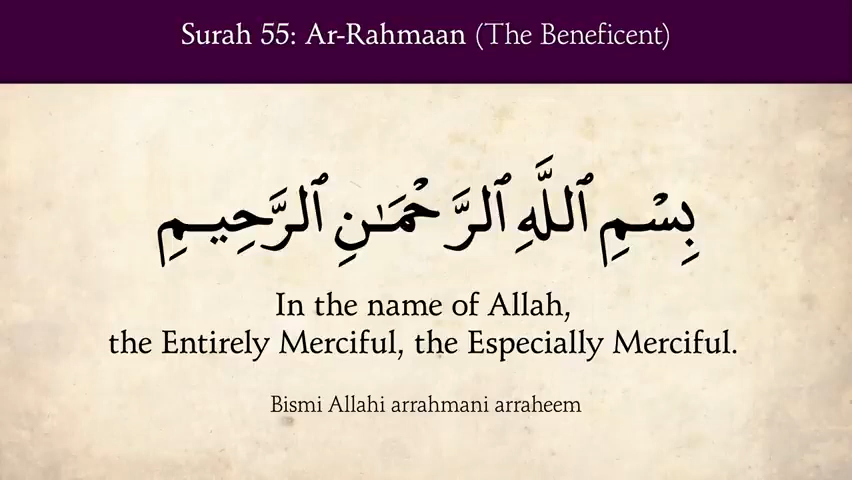 Surah 55: Ar-Rahmaan (The Beneficent)
بِسْمِ ٱللَّهِ ٱلرَّحْمَـٰنِ ٱلرَّحِيمِ
In the name of Allah,
the Entirely Merciful, the Especially Merciful.
Bismi Allahi arrahmani arraheem